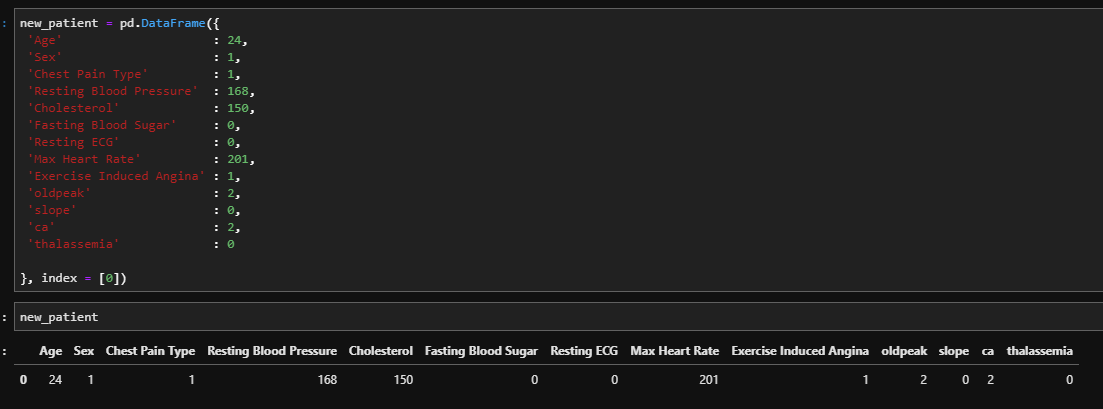 : new_patient = pd.DataFrame({
'Age' : 24,
'Sex' : 1,
'Chest Pain Type' : 1,
'Resting Blood Pressure' : 168,
'Cholesterol' : 150,
'Fasting Blood Sugar' : 0,
'Resting ECG' : 0,
'Max Heart Rate' : 201,
'Exercise Induced Angina' : 1,
'oldpeak' : 2,
'slope' : 0,
'ca' : 2,
'thalassemia' : 0
}, index = [0])
: new_patient
: Age Sex Chest Pain Type Resting Blood Pressure Cholesterol Fasting Blood Sugar Resting ECG Max Heart Rate Exercise Induced Angina oldpeak slope ca thalassemia
0 24 1 1 168 150 0 0 201 1 2 0 2 0